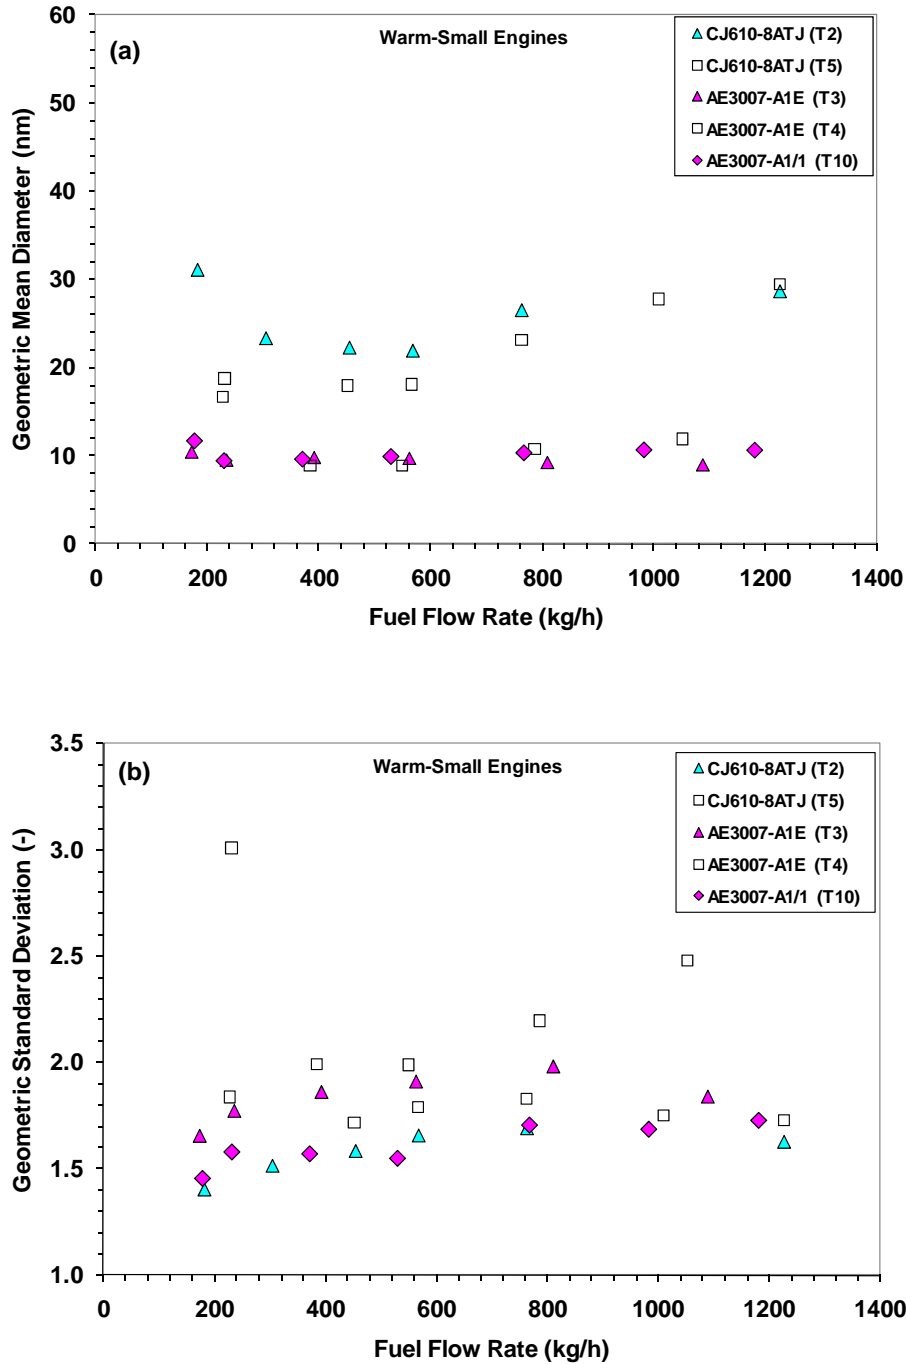 (a)
Warm-Small Engines
CJ610-8ATJ (T2)
CJ610-8ATJ (T5)
AE3007-A1E (T3)
AE3007-A1E (T4)
AE3007-A1/1 (T10)
Geometric Mean Diameter (nm)
60
50
40
30
20
10
0
0 200 400 600 800 1000 1200 1400
Fuel Flow Rate (kg/h)
(b)
Warm-Small Engines
CJ610-8ATJ (T2)
CJ610-8ATJ (T5)
AE3007-A1E (T3)
AE3007-A1E (T4)
AE3007-A1/1 (T10)
Geometric Standard Deviation (-)
3.5
3.0
2.5
2.0
1.5
1.0
0 200 400 600 800 1000 1200 1400
Fuel Flow Rate (kg/h)